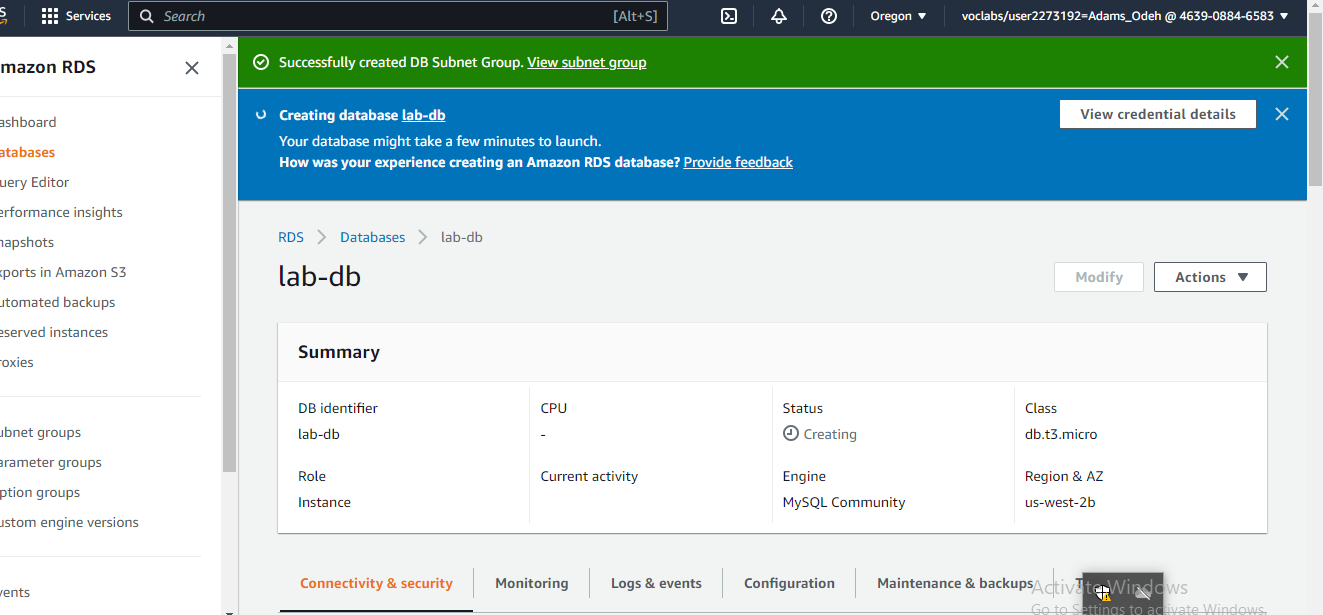 S
Services
Search
[Alt+S]
Oregon ▼
voclabs/user2273192=Adams_Odeh @ 4639-0884-6583 ▼
mazon RDS
ashboard
atabases
uery Editor
erformance insights
napshots
xports in Amazon S3
utomated backups
eserved instances
roxies
ubnet groups
arameter groups
ption groups
ustom engine versions
vents
Successfully created DB Subnet Group. View subnet group
Creating database lab-db
View credential details
Your database might take a few minutes to launch.
How was your experience creating an Amazon RDS database? Provide feedback
RDS > Databases > lab-db
lab-db
Modify
Actions ▼
Summary
DB identifier
lab-db
CPU
-
Status
Creating
Class
db.t3.micro
Role
Instance
Current activity
Engine
MySQL Community
Region & AZ
us-west-2b
Connectivity & security
Monitoring
Logs & events
Configuration
Maintenance & backups
Activate Windows
Go to Settings to activate Windows.